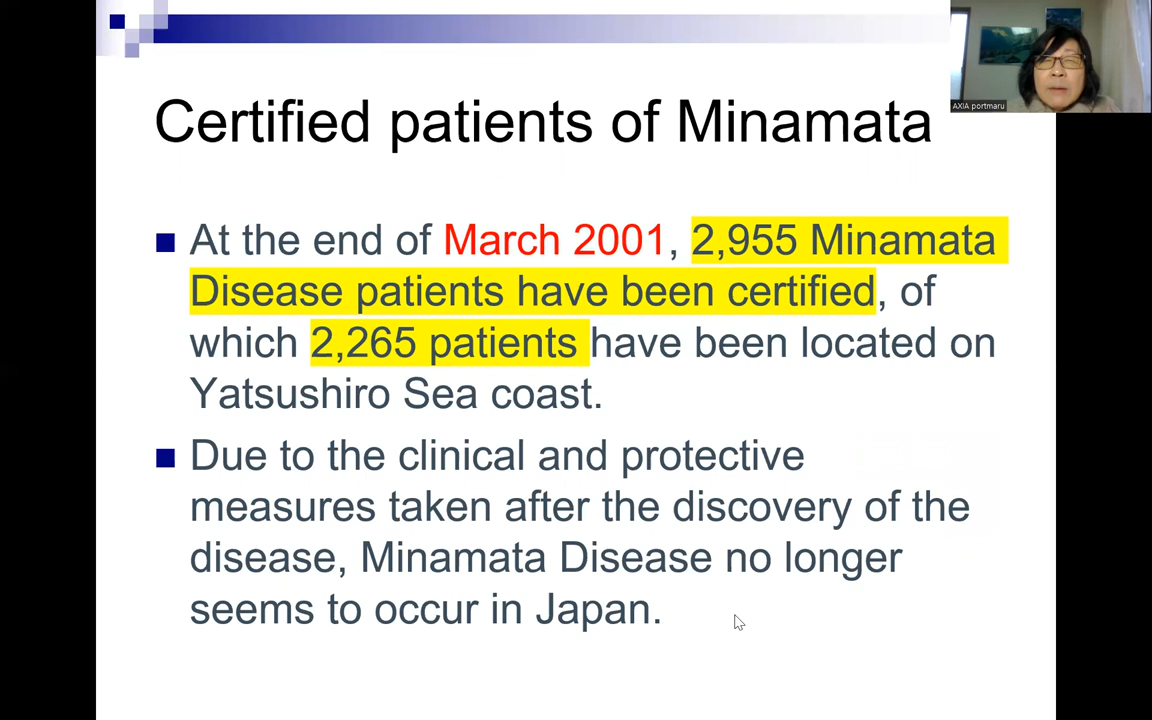 AXIA portmaru
Certified patients of Minamata
At the end of March 2001, 2,955 Minamata
Disease patients have been certified, of
which 2,265 patients have been located on
Yatsushiro Sea coast.
Due to the clinical and protective
measures taken after the discovery of the
disease, Minamata Disease no longer
seems to occur in Japan.